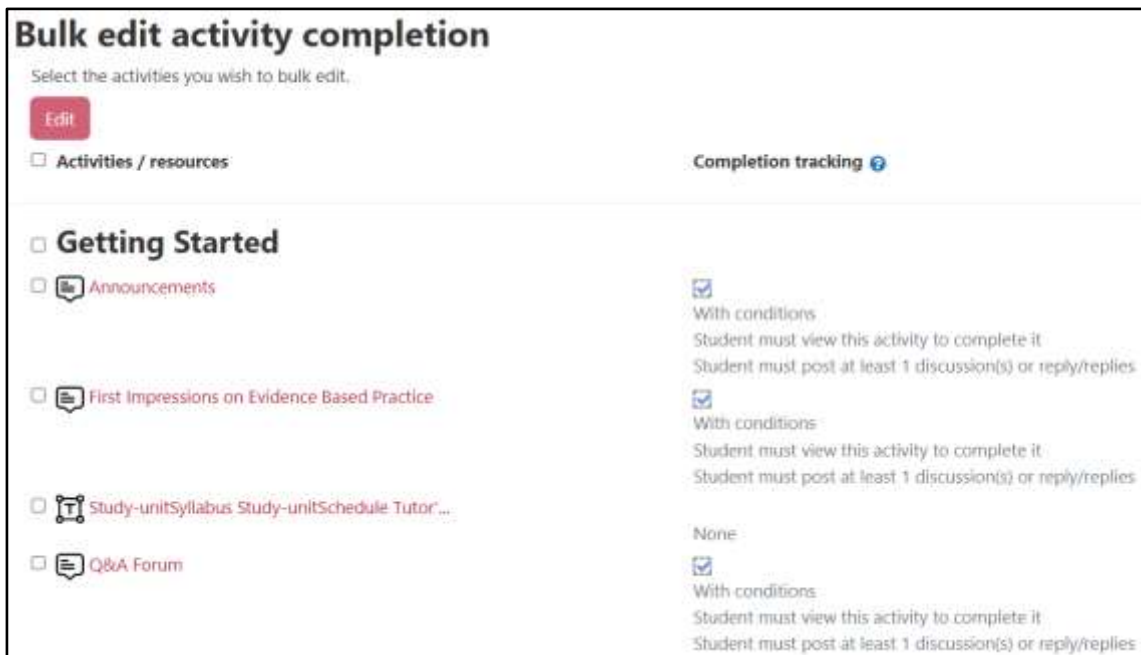 Bulk edit activity completion
Select the activities you wish to bulk edit.
Edit
Activities / resources
Completion tracking
Getting Started
Announcements
With conditions
Student must view this activity to complete it
Student must post at least 1 discussion(s) or reply/replies
First Impressions on Evidence Based Practice
With conditions
Student must view this activity to complete it
Student must post at least 1 discussion(s) or reply/replies
Study-unitSyllabus Study-unitSchedule Tutor'...
None
Q&A Forum
With conditions
Student must view this activity to complete it
Student must post at least 1 discussion(s) or reply/replies